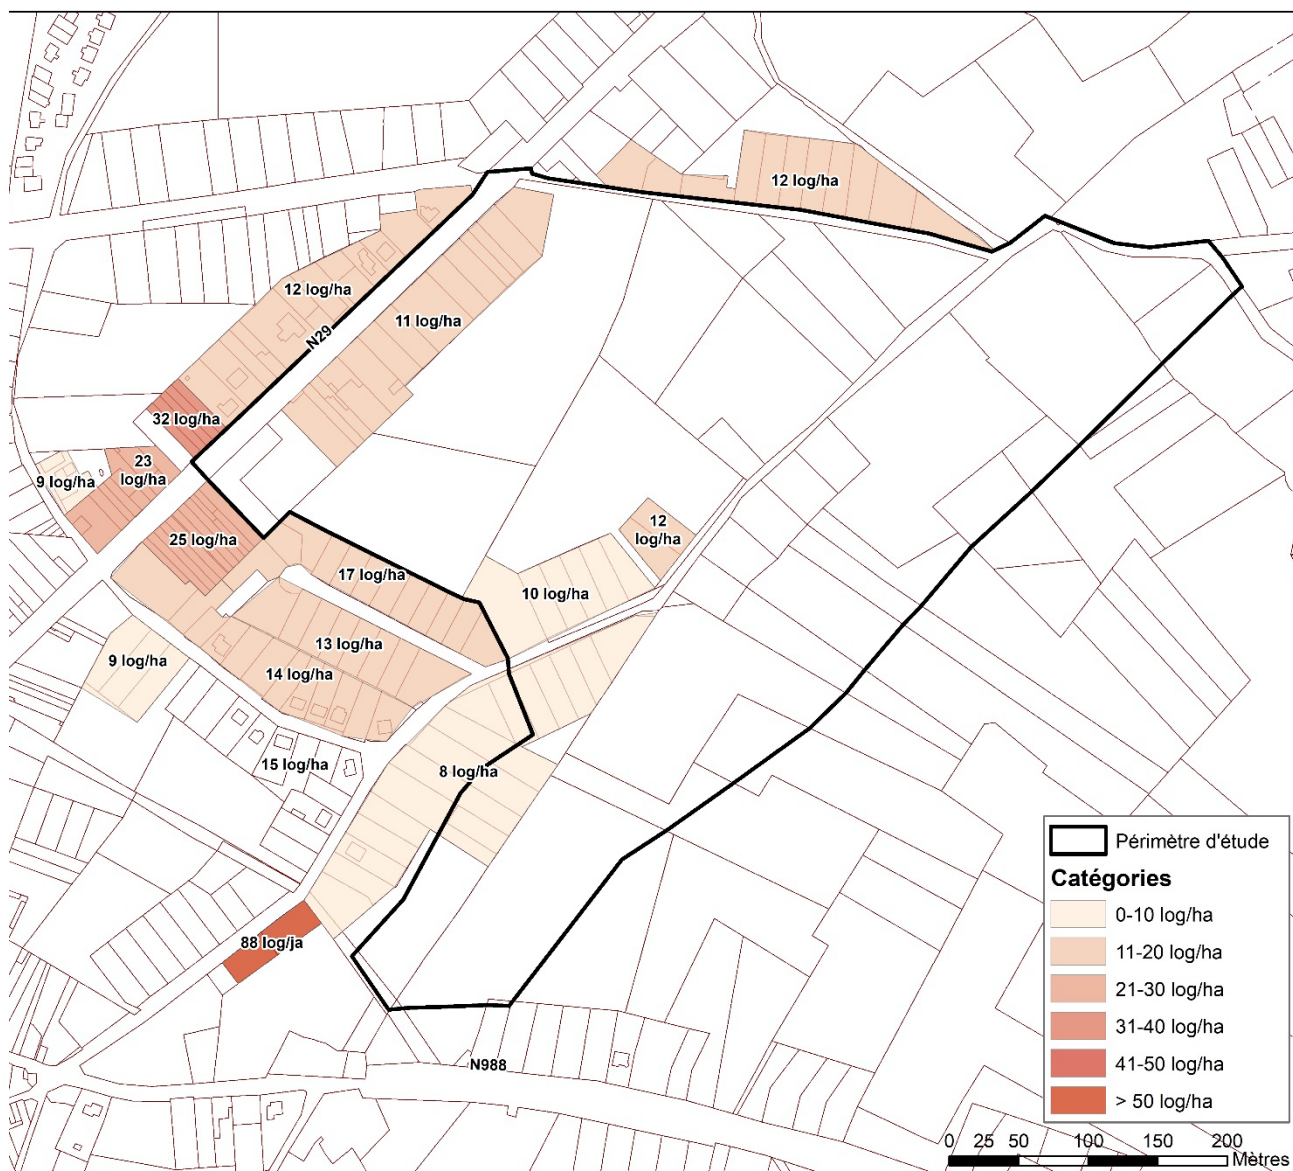 12 log/ha
12 log/ha
N29
11 log/ha
32 log/ha
23
log/ha
9 log/ha
25 log/ha
12
log/ha
17 log/ha
10 log/ha
13 log/ha
9 log/ha
14 log/ha
15 log/ha
8 log/ha
88 log/ja
N988
Périmètre d'étude
Catégories
0-10 log/ha
11-20 log/ha
21-30 log/ha
31-40 log/ha
41-50 log/ha
> 50 log/ha
0 25 50 100 150 200
Mètres